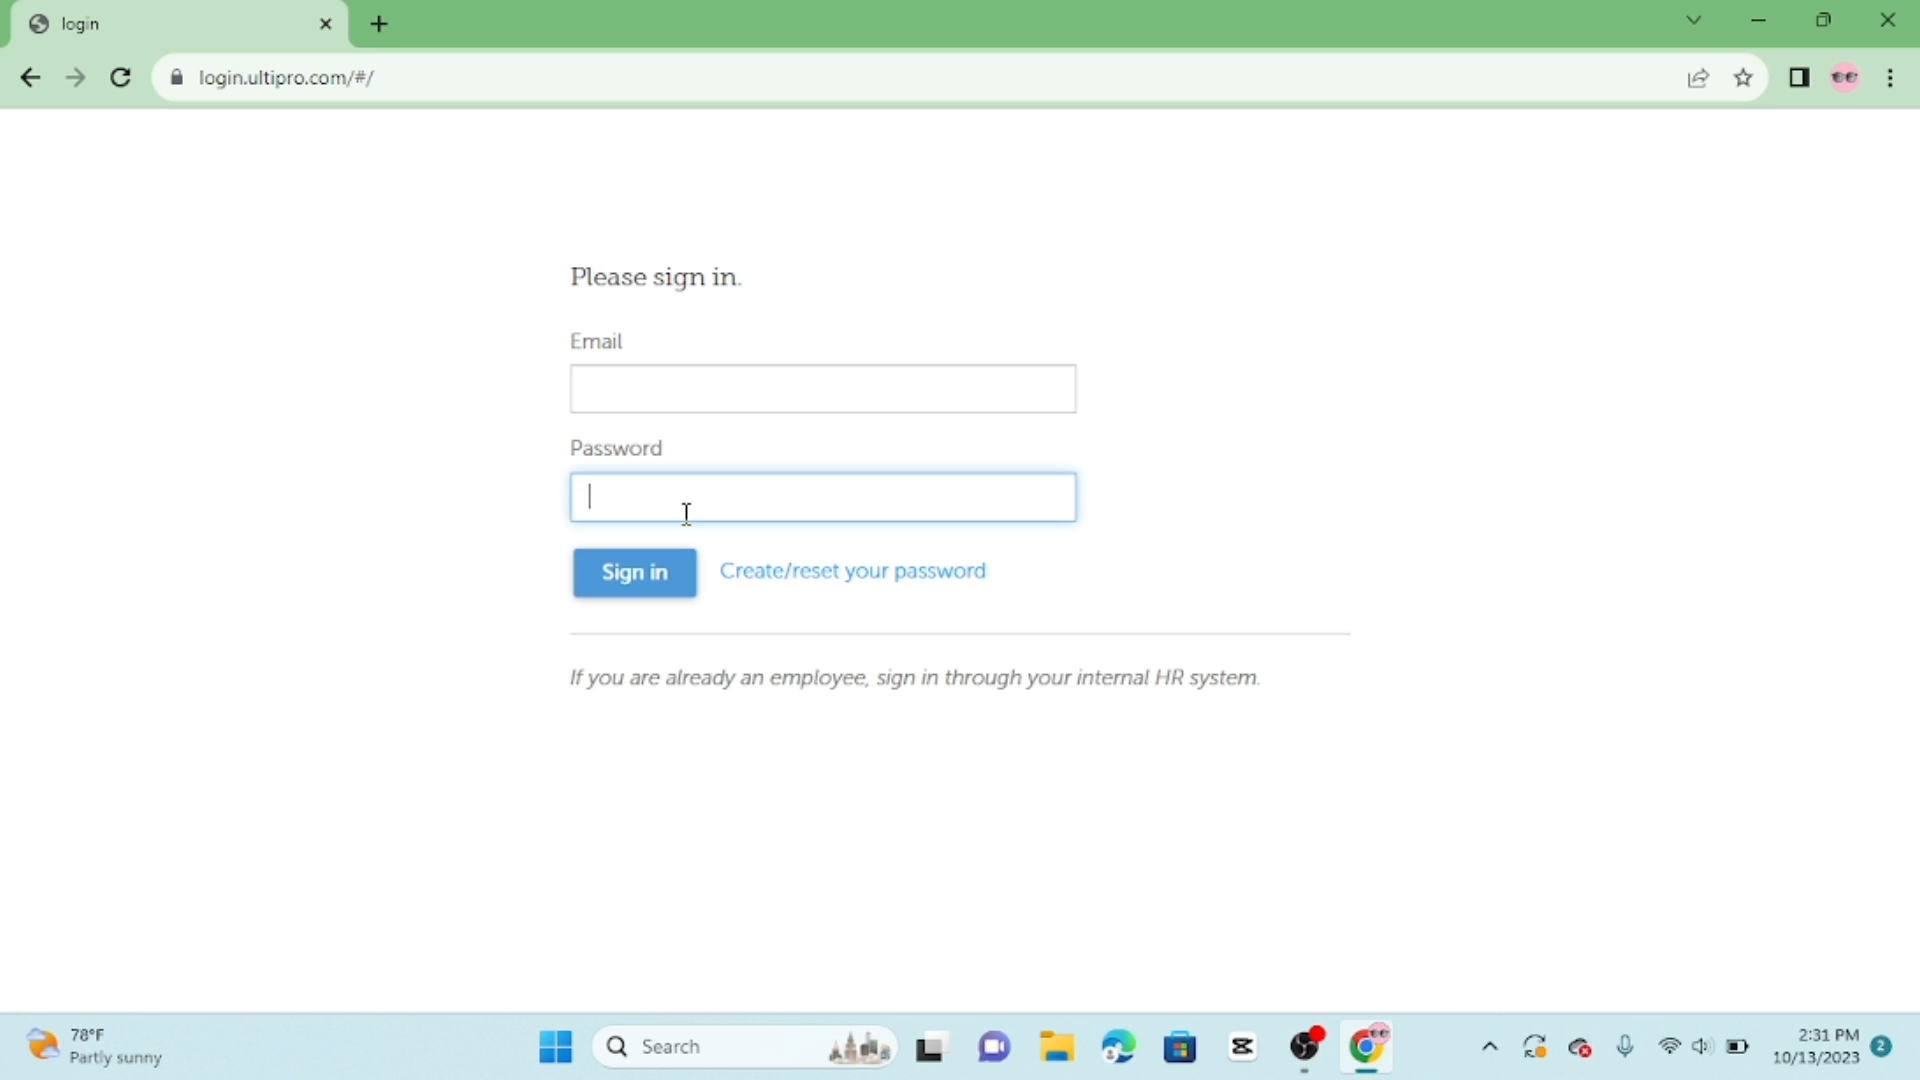 login
login.ultipro.com/#/
Please sign in.
Email
Password
Sign in
Create/reset your password
If you are already an employee, sign in through your internal HR system.
78°F
Partly sunny
Search
2:31 PM
10/13/2023
2